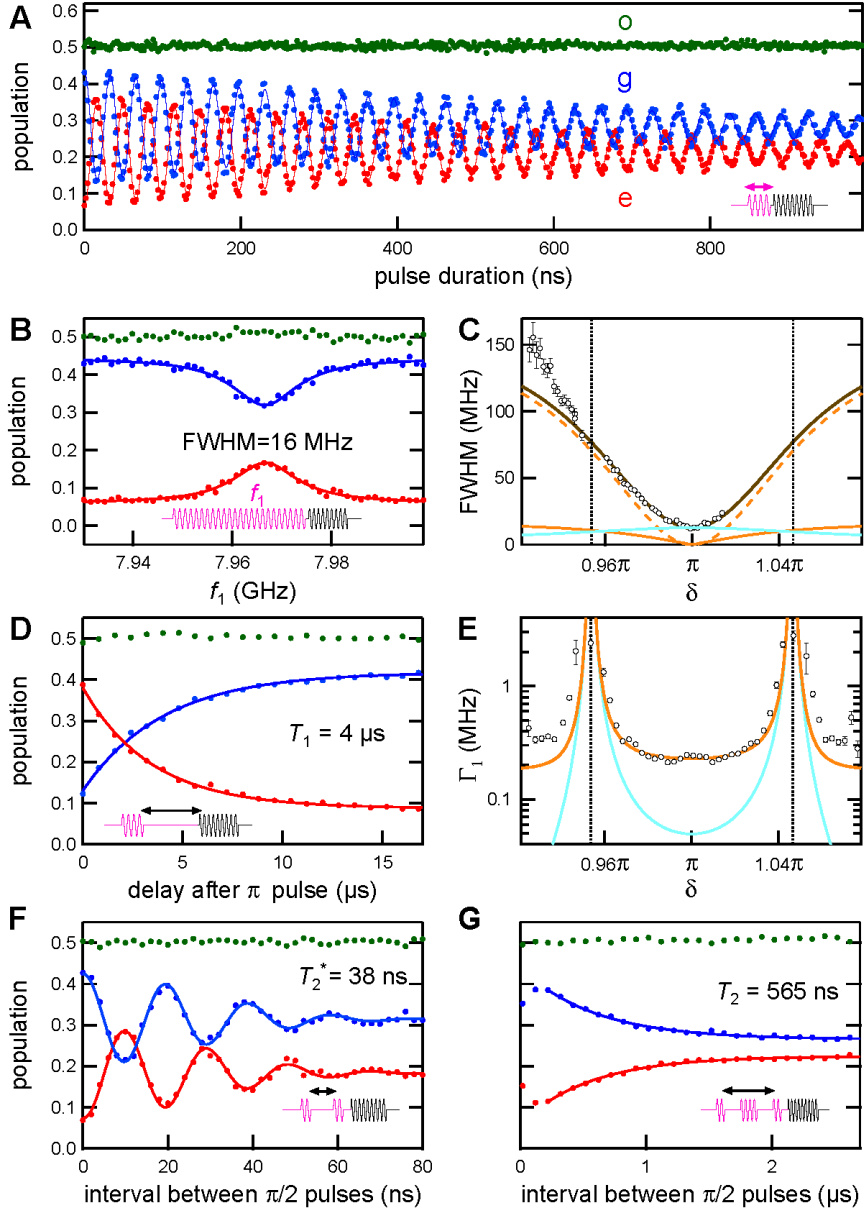 A
0.6
0.5
0.4
0.3
0.2
0.1
0.0
population
o
g
e
0
200
400
600
800
pulse duration (ns)
B
0.5
0.4
0.3
0.2
0.1
0.0
population
FWHM=16 MHz
f1
7.94
7.96
7.98
f1 (GHz)
C
150
100
50
0
FWHM (MHz)
0.96π
π
1.04π
δ
D
0.5
0.4
0.3
0.2
0.1
0.0
population
T1 = 4 µs
0
5
10
15
delay after π pulse (µs)
E
1
0.1
Γ1 (MHz)
0.96π
π
1.04π
δ
F
0.5
0.4
0.3
0.2
0.1
0.0
population
T2* = 38 ns
0
20
40
60
80
interval between π/2 pulses (ns)
G
T2 = 565 ns
0
1
2
interval between π/2 pulses (µs)